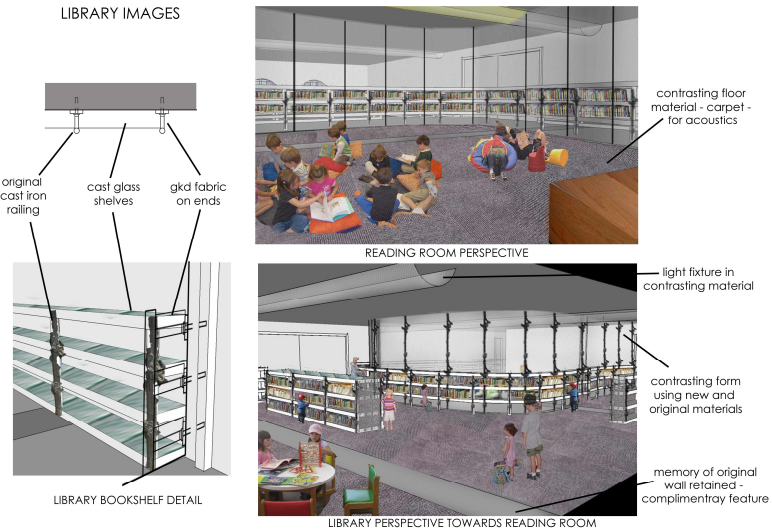 LIBRARY IMAGES
original
cast iron
railing
cast glass
shelves
gkd fabric
on ends
LIBRARY BOOKSHELF DETAIL
contrasting floor
material - carpet -
for acoustics
READING ROOM PERSPECTIVE
light fixture in
contrasting material
contrasting form
using new and
original materials
memory of original
wall retained -
complimentray feature
LIBRARY PERSPECTIVE TOWARDS READING ROOM